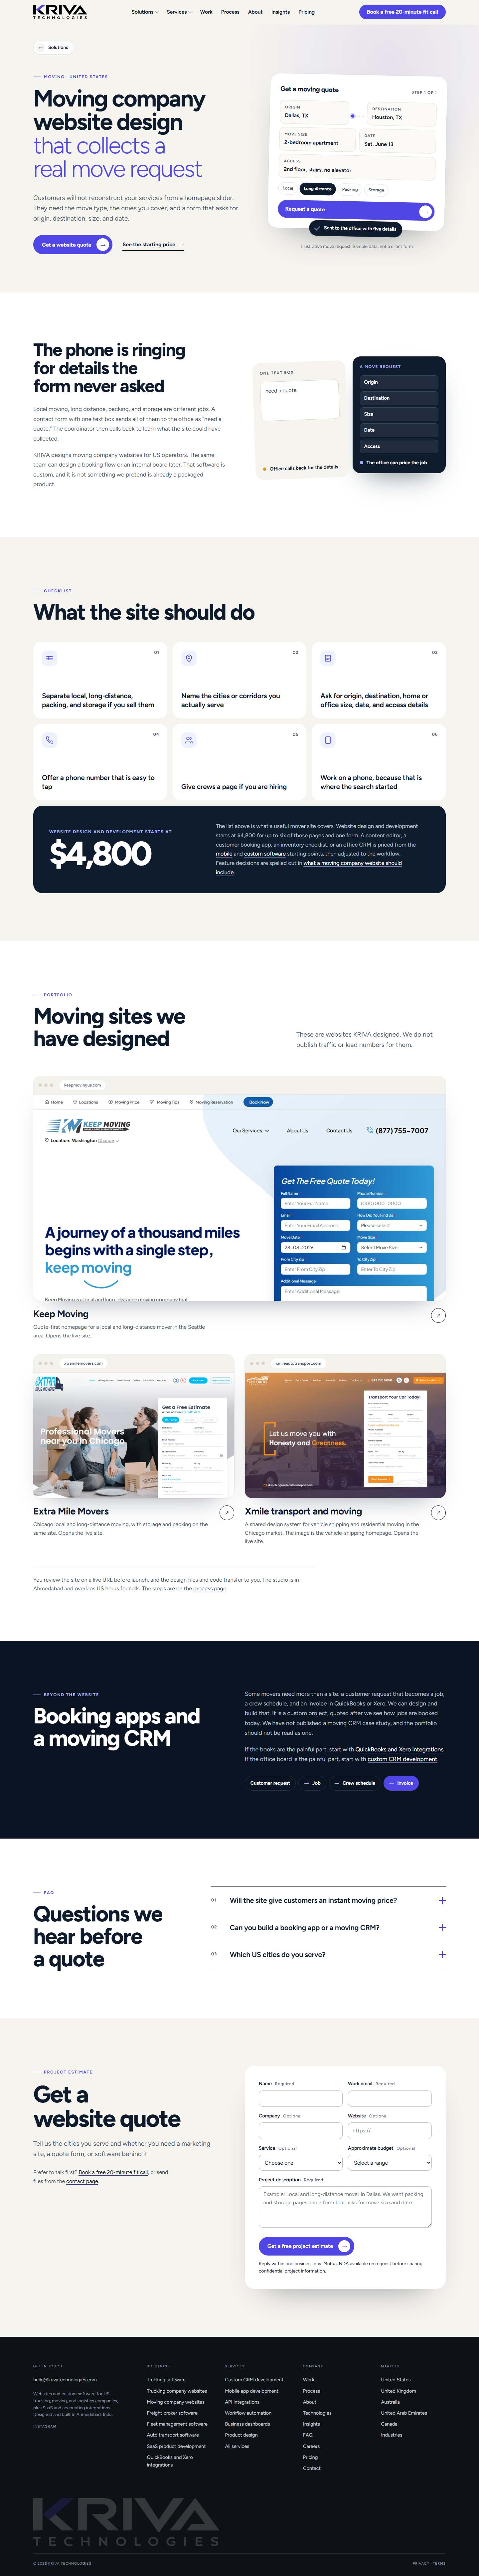 KRIVA
TECHNOLOGIES
Solutions
Services
Work
Process
About
Insights
Pricing
Book a free 20-minute fit call
← Solutions
MOVING · UNITED STATES
Moving company
website design
that collects a
real move request
Customers will not reconstruct your services from a homepage slider.
They need the move type, the cities you cover, and a form that asks for
origin, destination, size, and date.
Get a website quote →
See the starting price →
Get a moving quote
STEP 1 OF 1
ORIGIN
Dallas, TX
DESTINATION
Houston, TX
MOVE SIZE
2-bedroom apartment
DATE
Sat, June 13
ACCESS
2nd floor, stairs, no elevator
Local
Long distance
Packing
Storage
Request a quote →
Sent to the office with five details
Illustrative move request. Sample data, not a client form.
The phone is ringing
for details the
form never asked
Local moving, long distance, packing, and storage are different jobs. A
contact form with one text box sends all of them to the office as "need a
quote." The coordinator then calls back to learn what the site could have
collected.
KRIVA designs moving company websites for US operators. The same
team can design a booking flow or an internal board later. That software is
custom, and it is not something we pretend is already a packaged
product.
ONE TEXT BOX
need a quote
Office calls back for the details
A MOVE REQUEST
Origin
Destination
Size
Date
Access
The office can price the job
CHECKLIST
What the site should do
01
Separate local, long-distance,
packing, and storage if you sell them
02
Name the cities or corridors you
actually serve
03
Ask for origin, destination, home or
office size, date, and access details
04
Offer a phone number that is easy to
tap
05
Give crews a page if you are hiring
06
Work on a phone, because that is
where the search started
WEBSITE DESIGN AND DEVELOPMENT STARTS AT
$4,800
The list above is what a useful mover site covers. Website design and development
starts at $4,800 for up to six of those pages and one form. A content editor, a
customer booking app, an inventory checklist, or an office CRM is priced from the
mobile and custom software starting points, then adjusted to the workflow.
Feature decisions are spelled out in what a moving company website should
include.
PORTFOLIO
Moving sites we
have designed
These are websites KRIVA designed. We do not
publish traffic or lead numbers for them.
keepmovingus.com
Home
Locations
Moving Price
Moving Tips
Moving Reservation
Book Now
KEEP MOVING
Location: Washington Change
Our Services
About Us
Contact Us
(877) 755-7007
Get The Free Quote Today!
Full Name
Enter Your Full Name
Phone Number
(000) 000-0000
Email
Enter Your Email Address
How Did You Find Us
Please select
Move Date
28-08-2026
Move Size
Select Move Size
From City Zip
Enter From City Zip
To City Zip
Enter To City Zip
Additional Message
Enter Additional Message
A journey of a thousand miles
begins with a single step,
keep moving
Keep Moving is a local and long-distance moving company that
Keep Moving
Quote-first homepage for a local and long-distance mover in the Seattle
area. Opens the live site.
xtramilemovers.com
Professional Movers
near you in Chicago
Get a Free Estimate
Extra Mile Movers
Chicago local and long-distance moving, with storage and packing on the
same site. Opens the live site.
xmileautotransport.com
Let us move you with
Honesty and Greatness.
Transport Your Car Today!
Xmile transport and moving
A shared design system for vehicle shipping and residential moving in the
Chicago market. The image is the vehicle-shipping homepage. Opens the
live site.
You review the site on a live URL before launch, and the design files and code transfer to you. The studio is in
Ahmedabad and overlaps US hours for calls. The steps are on the process page.
BEYOND THE WEBSITE
Booking apps and
a moving CRM
Some movers need more than a site: a customer request that becomes a job,
a crew schedule, and an invoice in QuickBooks or Xero. We can design and
build that. It is a custom project, quoted after we see how jobs are booked
today. We have not published a moving CRM case study, and the portfolio
should not be read as one.
If the books are the painful part, start with QuickBooks and Xero integrations.
If the office board is the painful part, start with custom CRM development.
Customer request
→ Job
→ Crew schedule
→ Invoice
FAQ
Questions we
hear before
a quote
01 Will the site give customers an instant moving price?
02 Can you build a booking app or a moving CRM?
03 Which US cities do you serve?
PROJECT ESTIMATE
Get a
website quote
Tell us the cities you serve and whether you need a marketing
site, a quote form, or software behind it.
Prefer to talk first? Book a free 20-minute fit call, or send
files from the contact page.
Name Required
Work email Required
Company Optional
Website Optional
https://
Service Optional
Choose one
Approximate budget Optional
Select a range
Project description Required
Example: Local and long-distance mover in Dallas. We want packing
and storage pages and a form that asks for move size and date.
Get a free project estimate →
Reply within one business day. Mutual NDA available on request before sharing
confidential project information.
GET IN TOUCH
hello@krivatechnologies.com
Websites and custom software for US
trucking, moving, and logistics companies,
plus SaaS and accounting integrations.
Designed and built in Ahmedabad, India.
INSTAGRAM
SOLUTIONS
Trucking software
Trucking company websites
Moving company websites
Freight broker software
Fleet management software
Auto transport software
SaaS product development
QuickBooks and Xero
integrations
SERVICES
Custom CRM development
Mobile app development
API integrations
Workflow automation
Business dashboards
Product design
All services
COMPANY
Work
Process
About
Technologies
Insights
FAQ
Careers
Pricing
Contact
MARKETS
United States
United Kingdom
Australia
United Arab Emirates
Canada
Industries
KRIVA
TECHNOLOGIES
© 2026 KRIVA TECHNOLOGIES
PRIVACY
TERMS